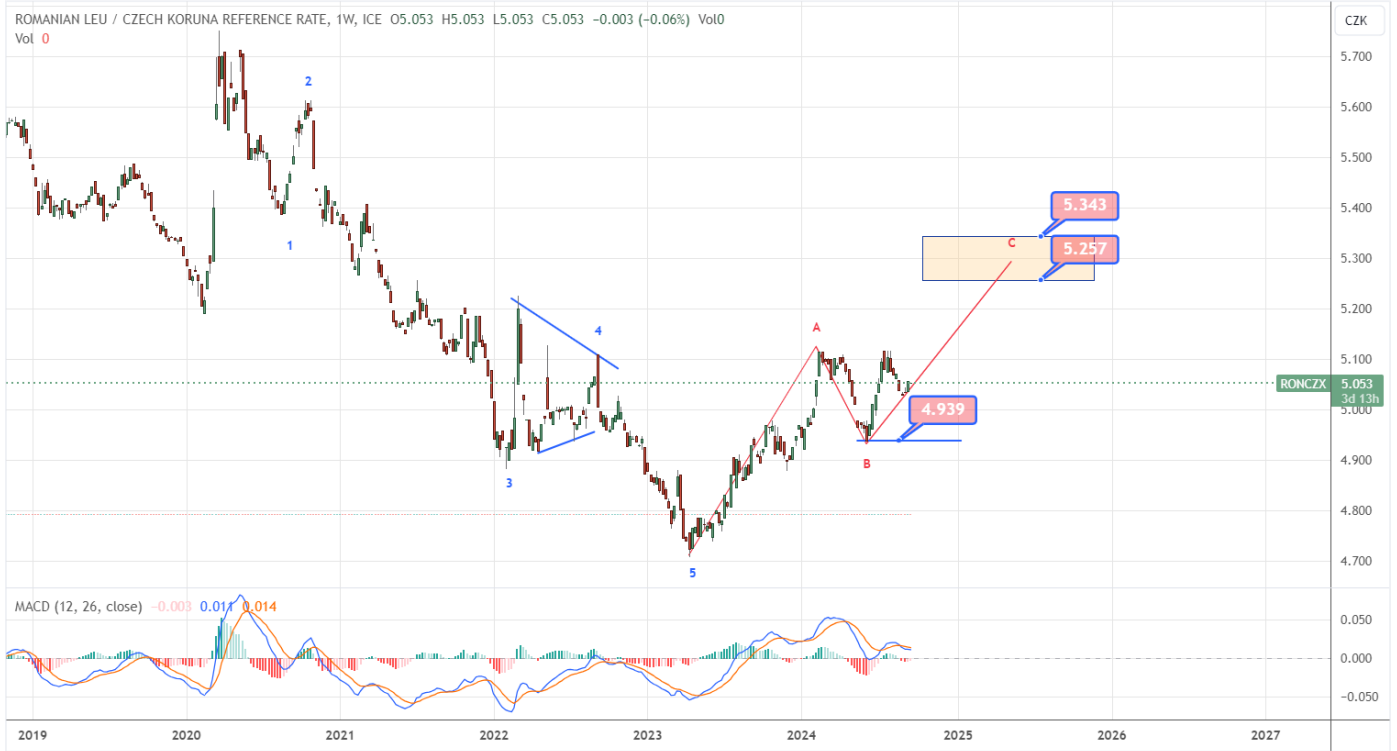 ROMANIAN LEU / CZECH KORUNA REFERENCE RATE, 1W, ICE O5.053 H5.053 L5.053 C5.053 −0.003 (−0.06%) Vol0
CZK
Vol 0
5.700
2
5.600
5.500
5.400
5.343
1
C
5.257
5.300
5.200
A
4
5.100
RONCZX 5.053
3d 13h
5.000
4.939
B
4.900
3
4.800
5
4.700
MACD (12, 26, close) −0.003 0.011 0.014
0.050
0.000
−0.050
2019 2020 2021 2022 2023 2024 2025 2026 2027